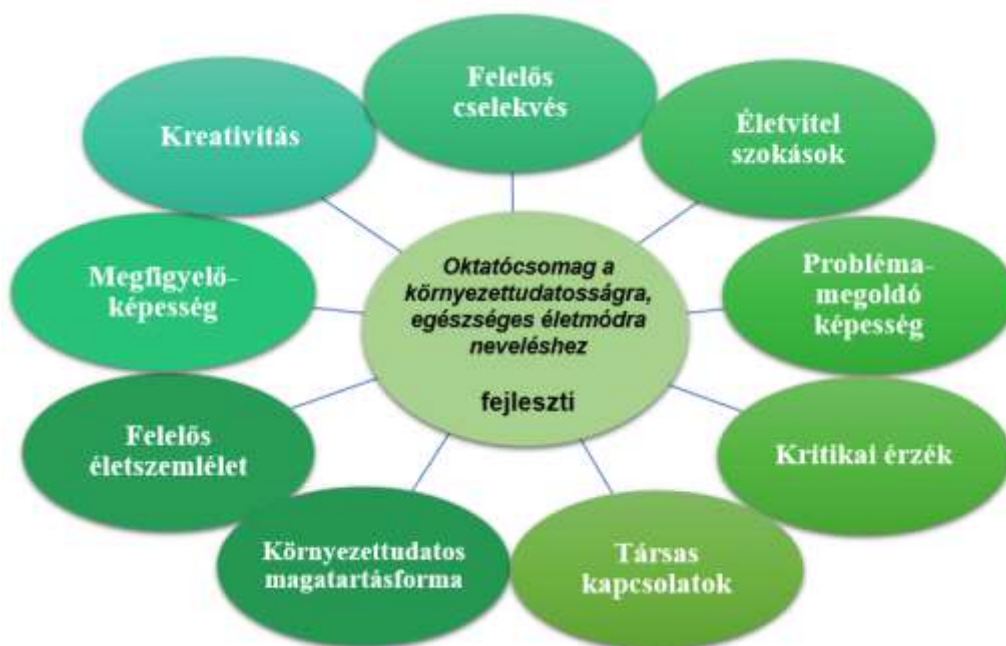 Felelős
cselekvés
Életvitel
szokások
Probléma-
megoldó
képesség
Kritikai érzék
Társas
kapcsolatok
Környezettudatos
magatartásforma
Felelős
életszemlélet
Megfigyelő-
képesség
Kreativitás
Oktatócsomag a
környezettudatosságra,
egészséges életmódra
neveléshez
fejleszti